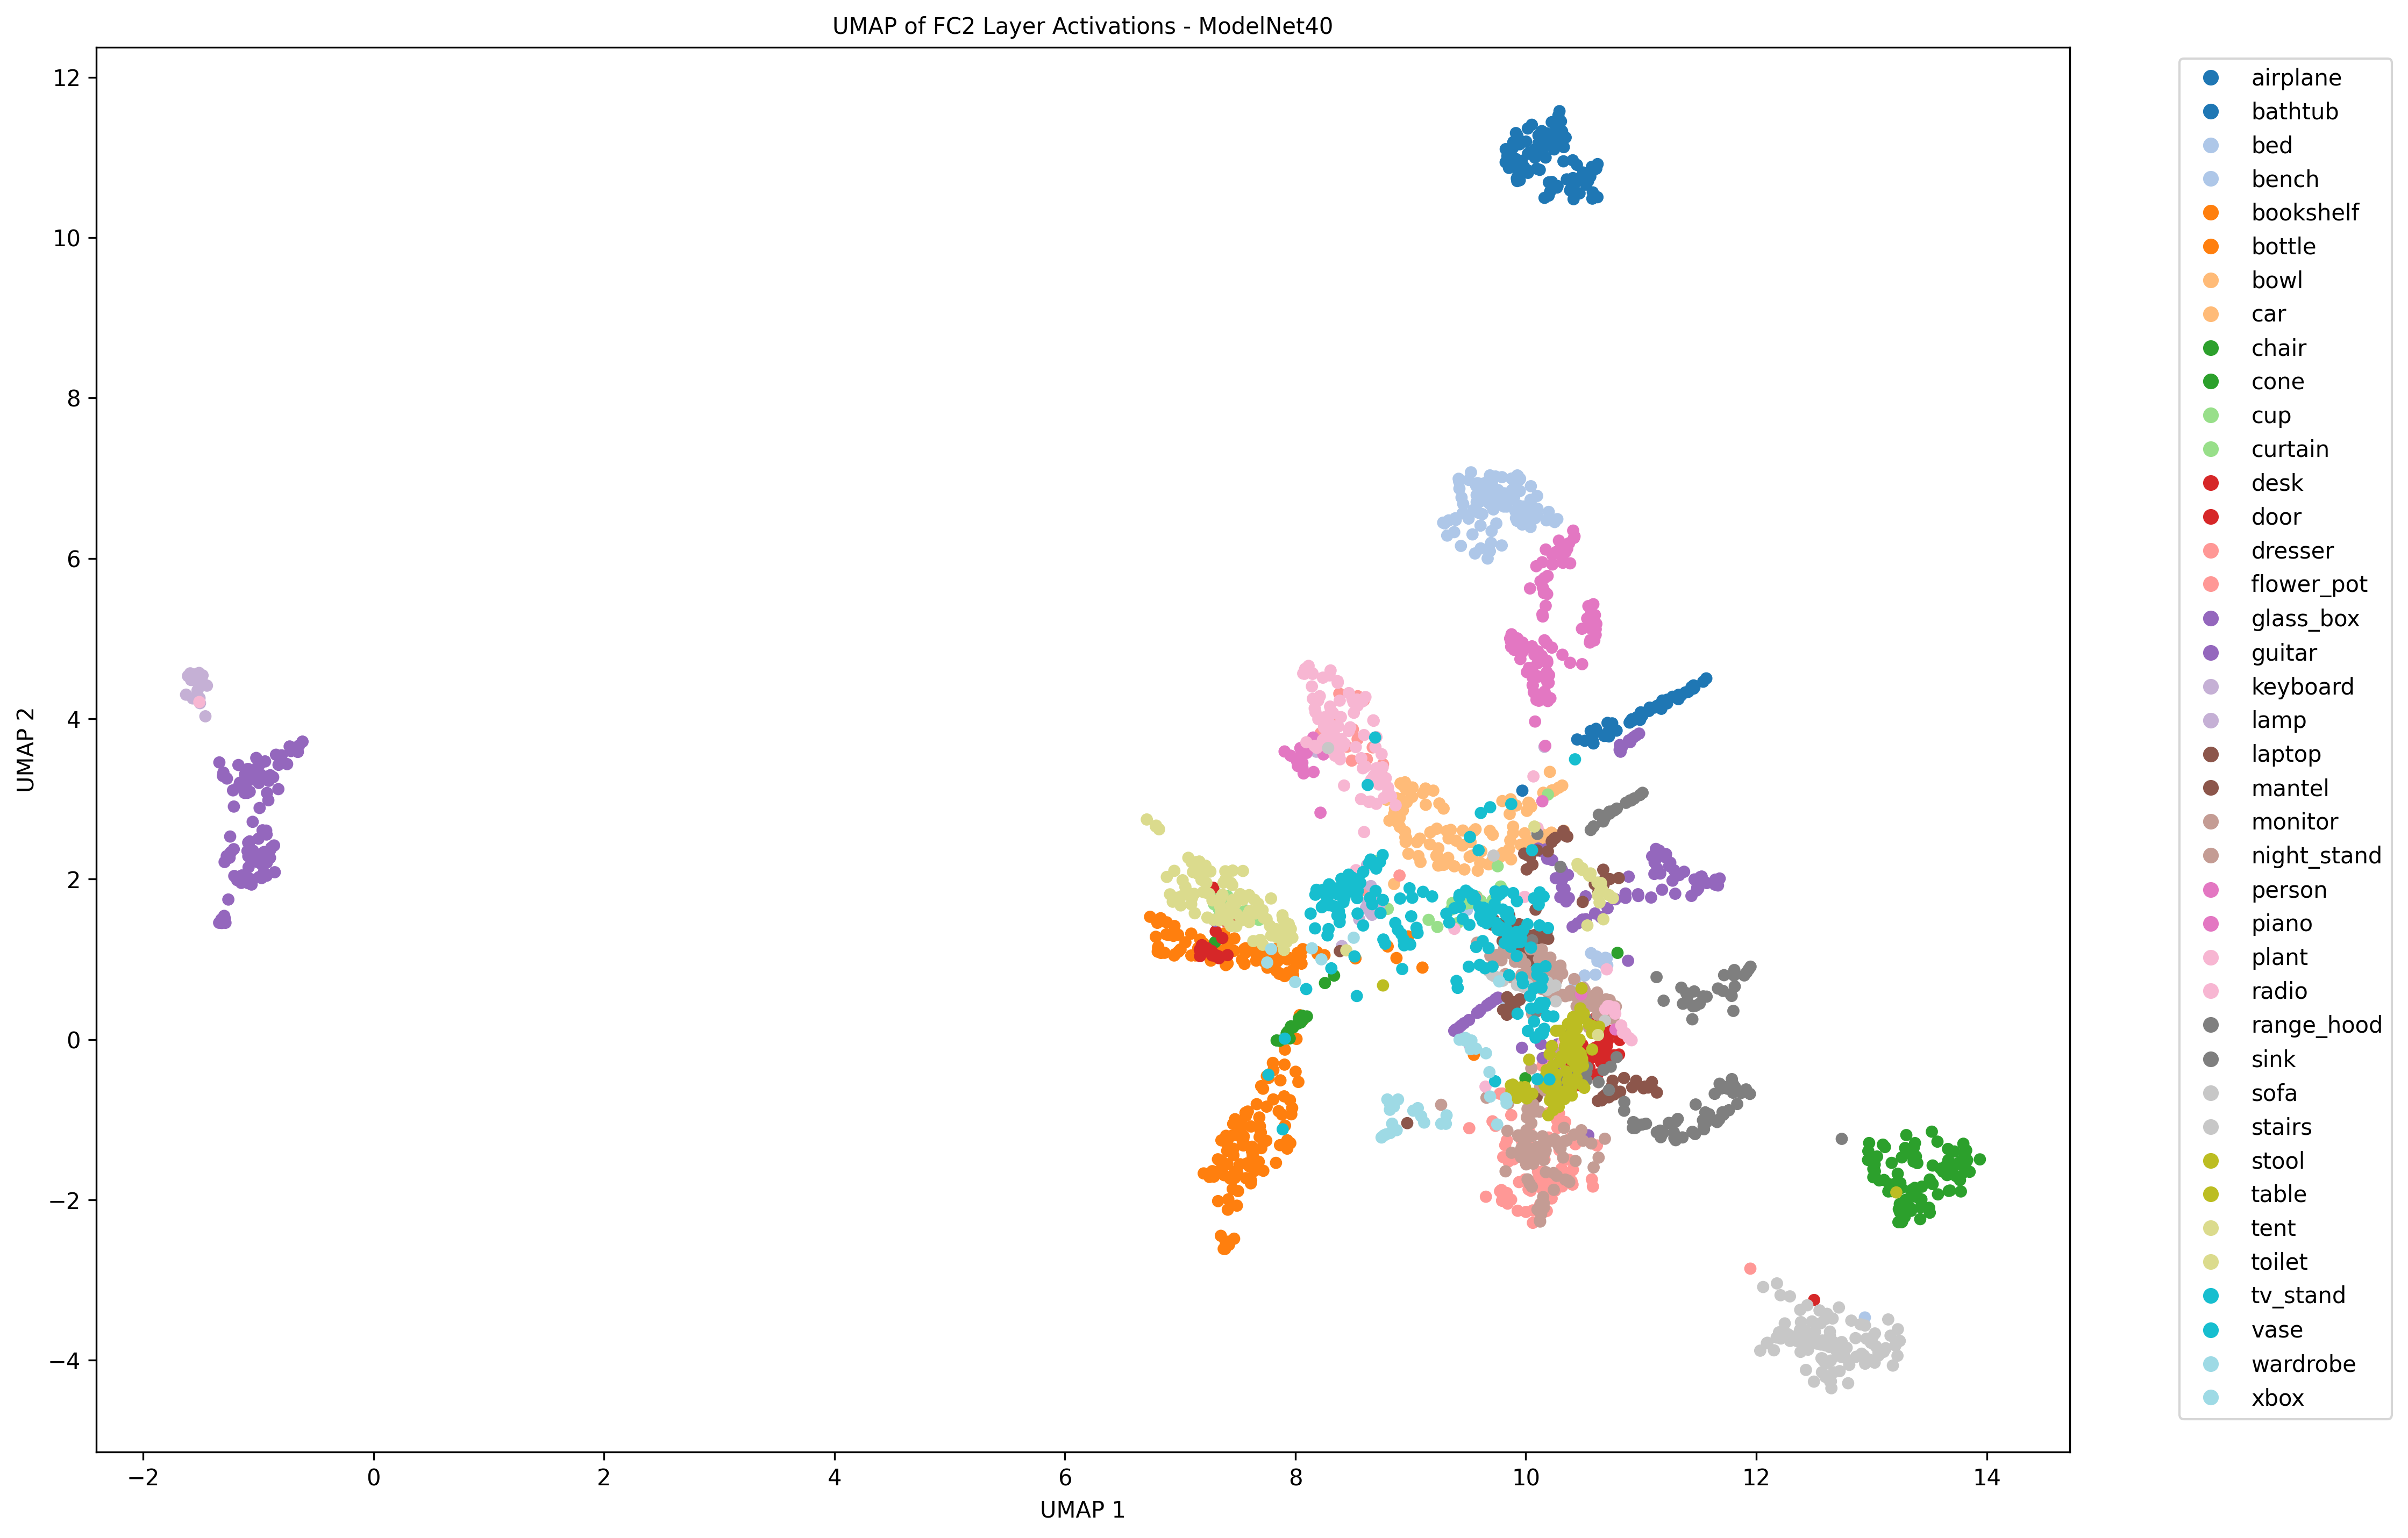 UMAP of FC2 Layer Activations - ModelNet40
12
10
8
6
4
2
0
−2
−4
UMAP 2
−2
0
2
4
6
8
10
12
14
UMAP 1
airplane
bathtub
bed
bench
bookshelf
bottle
bowl
car
chair
cone
cup
curtain
desk
door
dresser
flower_pot
glass_box
guitar
keyboard
lamp
laptop
mantel
monitor
night_stand
person
piano
plant
radio
range_hood
sink
sofa
stairs
stool
table
tent
toilet
tv_stand
vase
wardrobe
xbox